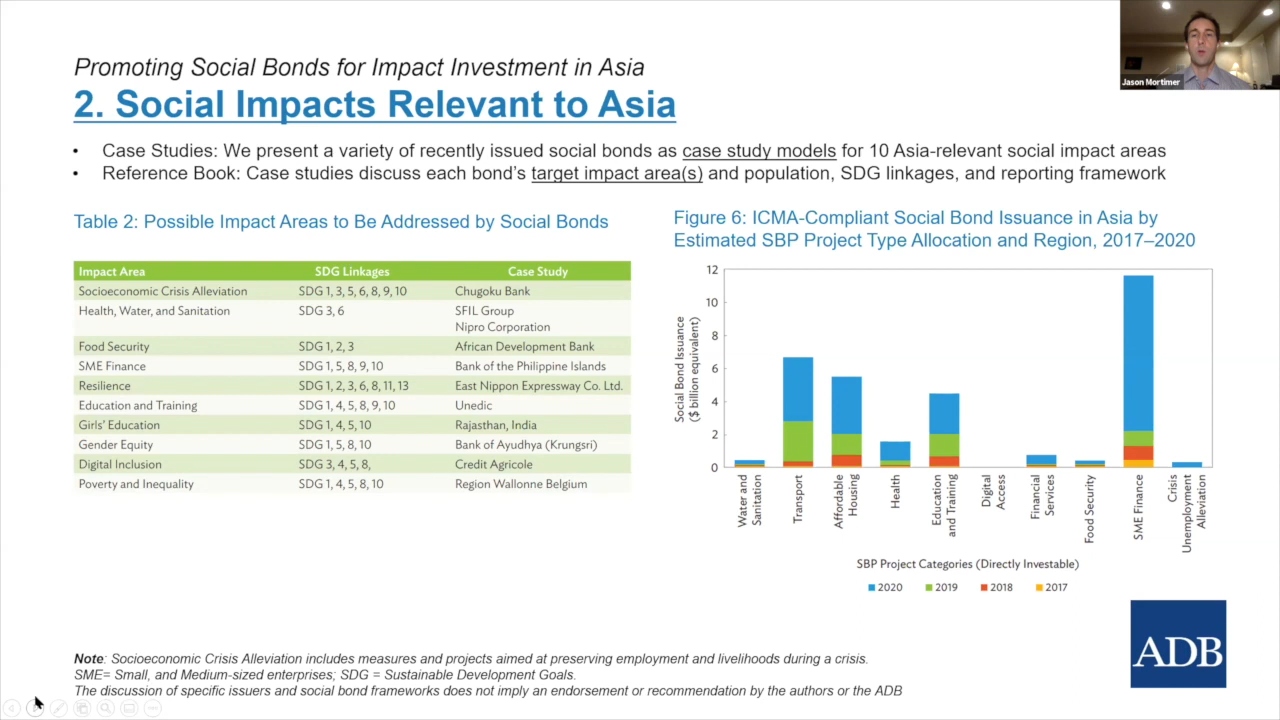 Jason Mortimer
Promoting Social Bonds for Impact Investment in Asia
2. Social Impacts Relevant to Asia
• Case Studies: We present a variety of recently issued social bonds as case study models for 10 Asia-relevant social impact areas
• Reference Book: Case studies discuss each bond's target impact area(s) and population, SDG linkages, and reporting framework
Table 2: Possible Impact Areas to Be Addressed by Social Bonds
Impact Area SDG Linkages Case Study
Socioeconomic Crisis Alleviation SDG 1, 3, 5, 6, 8, 9, 10 Chugoku Bank
Health, Water, and Sanitation SDG 3, 6 SFIL Group
Nipro Corporation
Food Security SDG 1, 2, 3 African Development Bank
SME Finance SDG 1, 5, 8, 9, 10 Bank of the Philippine Islands
Resilience SDG 1, 2, 3, 6, 8, 11, 13 East Nippon Expressway Co. Ltd.
Education and Training SDG 1, 4, 5, 8, 9, 10 Unedic
Girls' Education SDG 1, 4, 5, 10 Rajasthan, India
Gender Equity SDG 1, 5, 8, 10 Bank of Ayudhya (Krungsri)
Digital Inclusion SDG 3, 4, 5, 8, Credit Agricole
Poverty and Inequality SDG 1, 4, 5, 8, 10 Region Wallonne Belgium
Figure 6: ICMA-Compliant Social Bond Issuance in Asia by
Estimated SBP Project Type Allocation and Region, 2017–2020
Social Bond Issuance
($ billion equivalent)
12
10
8
6
4
2
0
Water and
Sanitation
Transport
Affordable
Housing
Health
Education
and Training
Digital
Access
Financial
Services
Food Security
SME Finance
Crisis
Unemployment
Alleviation
SBP Project Categories (Directly Investable)
2020 2019 2018 2017
ADB
Note: Socioeconomic Crisis Alleviation includes measures and projects aimed at preserving employment and livelihoods during a crisis.
SME= Small, and Medium-sized enterprises; SDG = Sustainable Development Goals.
The discussion of specific issuers and social bond frameworks does not imply an endorsement or recommendation by the authors or the ADB